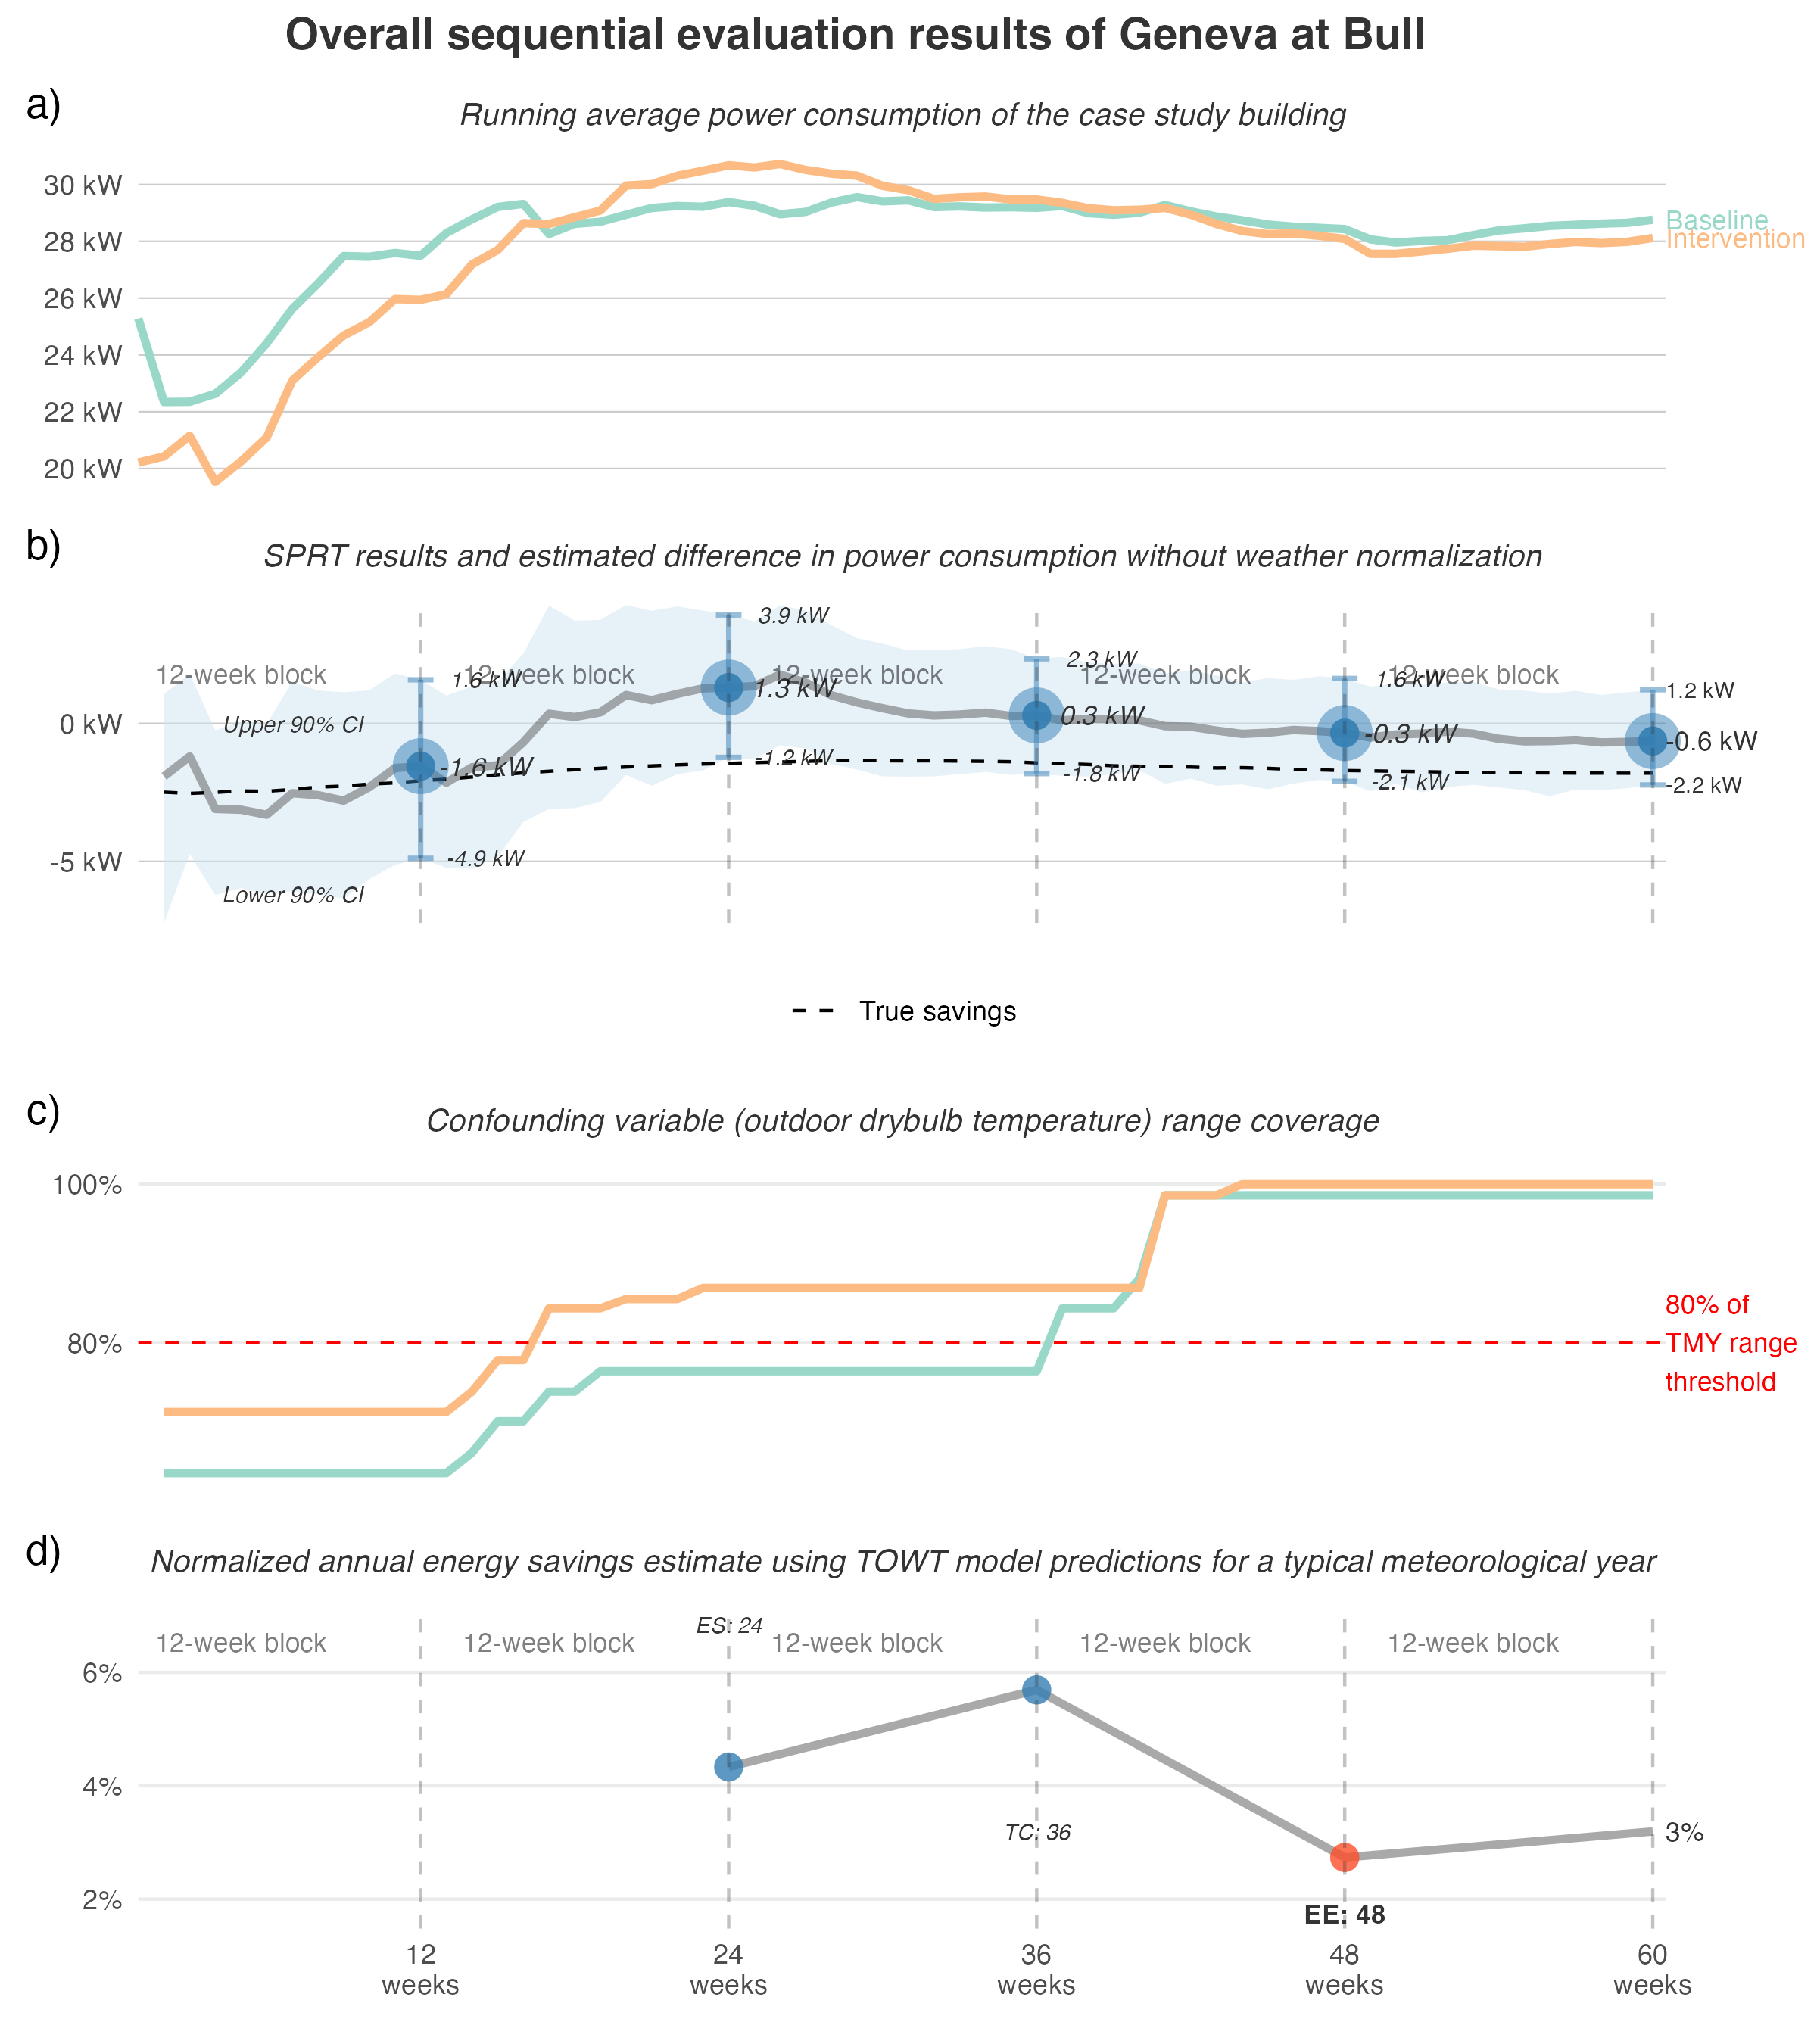 Overall sequential evaluation results of Geneva at Bull
a)
Running average power consumption of the case study building
30 kW
28 kW
26 kW
24 kW
22 kW
20 kW
Baseline
Intervention
b)
SPRT results and estimated difference in power consumption without weather normalization
0 kW
-5 kW
12-week block
12-week block
12-week block
12-week block
12-week block
Upper 90% CI
Lower 90% CI
1.6 kW
-1.6 kW
-4.9 kW
3.9 kW
1.3 kW
-1.2 kW
2.3 kW
0.3 kW
-1.8 kW
1.6 kW
-0.3 kW
-2.1 kW
1.2 kW
-0.6 kW
-2.2 kW
True savings
c)
Confounding variable (outdoor drybulb temperature) range coverage
100%
80%
80% of
TMY range
threshold
d)
Normalized annual energy savings estimate using TOWT model predictions for a typical meteorological year
ES: 24
12-week block
12-week block
12-week block
12-week block
12-week block
6%
4%
2%
TC: 36
3%
EE: 48
12
weeks
24
weeks
36
weeks
48
weeks
60
weeks